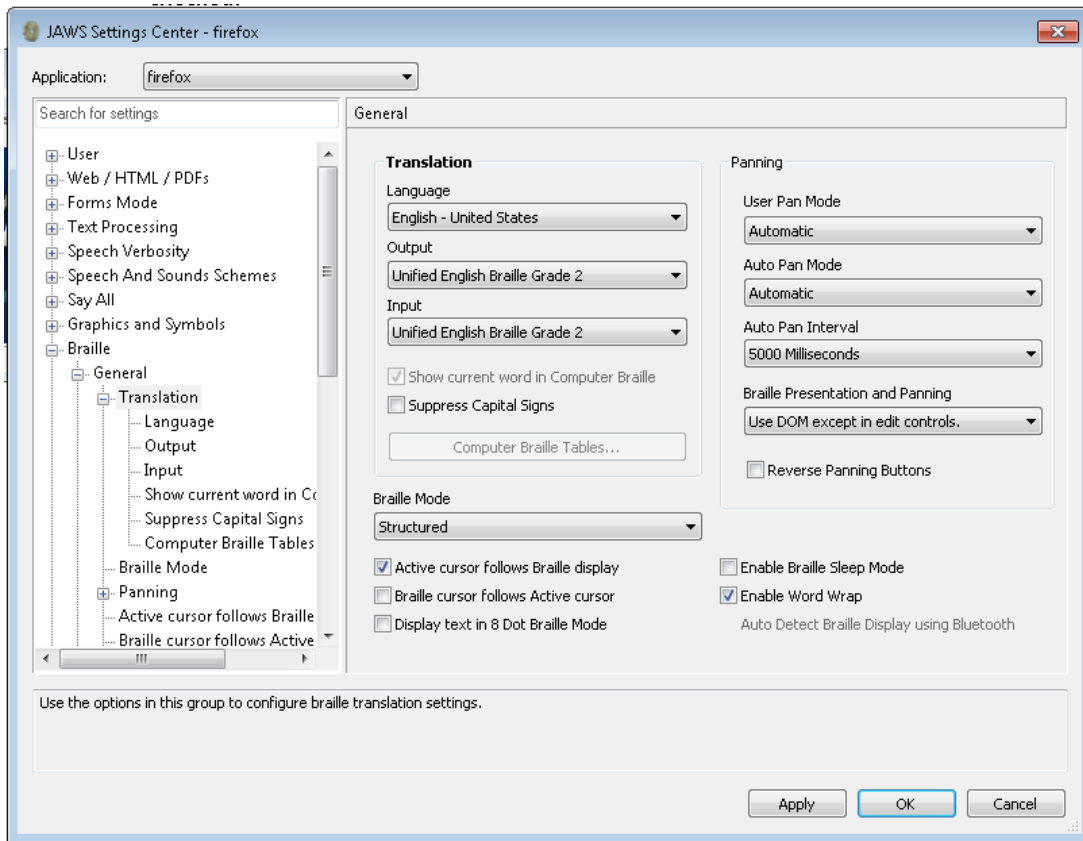 JAWS Settings Center - firefox
Application: firefox
Search for settings
User
Web / HTML / PDFs
Forms Mode
Text Processing
Speech Verbosity
Speech And Sounds Schemes
Say All
Graphics and Symbols
Braille
General
Translation
Language
Output
Input
Show current word in Co
Suppress Capital Signs
Computer Braille Tables
Braille Mode
Panning
Active cursor follows Braille
Braille cursor follows Active
General
Translation
Language
English - United States
Output
Unified English Braille Grade 2
Input
Unified English Braille Grade 2
Show current word in Computer Braille
Suppress Capital Signs
Computer Braille Tables...
Panning
User Pan Mode
Automatic
Auto Pan Mode
Automatic
Auto Pan Interval
5000 Milliseconds
Braille Presentation and Panning
Use DOM except in edit controls.
Reverse Panning Buttons
Braille Mode
Structured
Active cursor follows Braille display
Braille cursor follows Active cursor
Display text in 8 Dot Braille Mode
Enable Braille Sleep Mode
Enable Word Wrap
Auto Detect Braille Display using Bluetooth
Use the options in this group to configure braille translation settings.
Apply
OK
Cancel